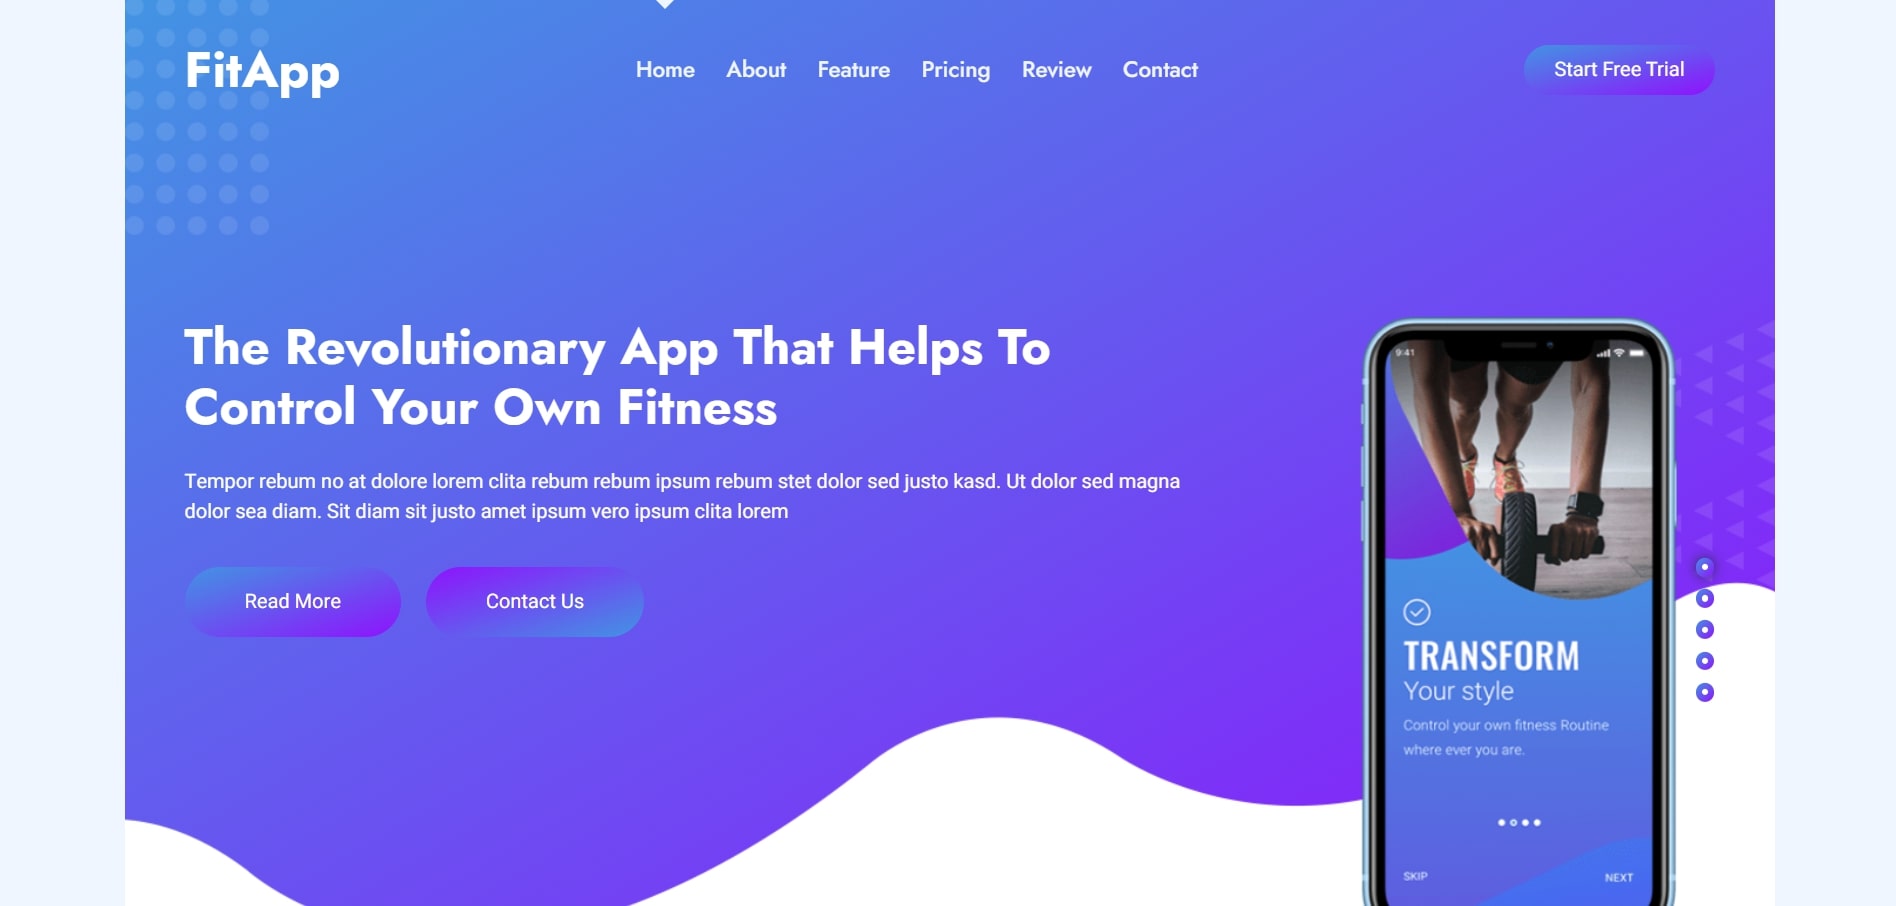 FitApp
Home About Feature Pricing Review Contact
Start Free Trial
The Revolutionary App That Helps To
Control Your Own Fitness
Tempor rebum no at dolore lorem clita rebum rebum ipsum rebum stet dolor sed justo kasd. Ut dolor sed magna
dolor sea diam. Sit diam sit justo amet ipsum vero ipsum clita lorem
Read More
Contact Us
9:41
TRANSFORM
Your style
Control your own fitness Routine
where ever you are.
SKIP
NEXT